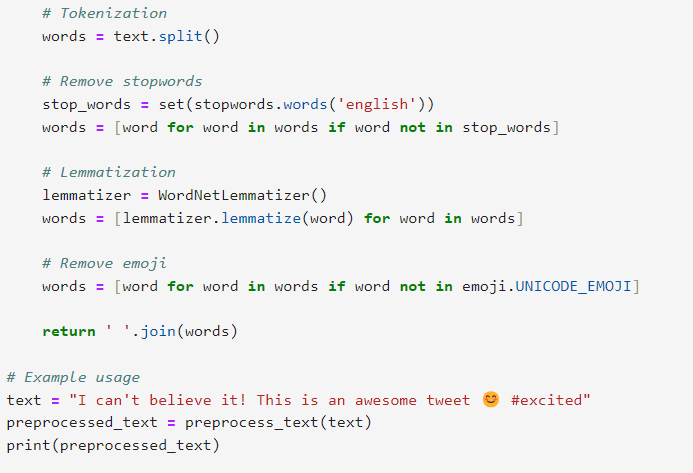 # Tokenization
words = text.split()
# Remove stopwords
stop_words = set(stopwords.words('english'))
words = [word for word in words if word not in stop_words]
# Lemmatization
lemmatizer = WordNetLemmatizer()
words = [lemmatizer.lemmatize(word) for word in words]
# Remove emoji
words = [word for word in words if word not in emoji.UNICODE_EMOJI]
return ' '.join(words)
# Example usage
text = "I can't believe it! This is an awesome tweet 😊 #excited"
preprocessed_text = preprocess_text(text)
print(preprocessed_text)